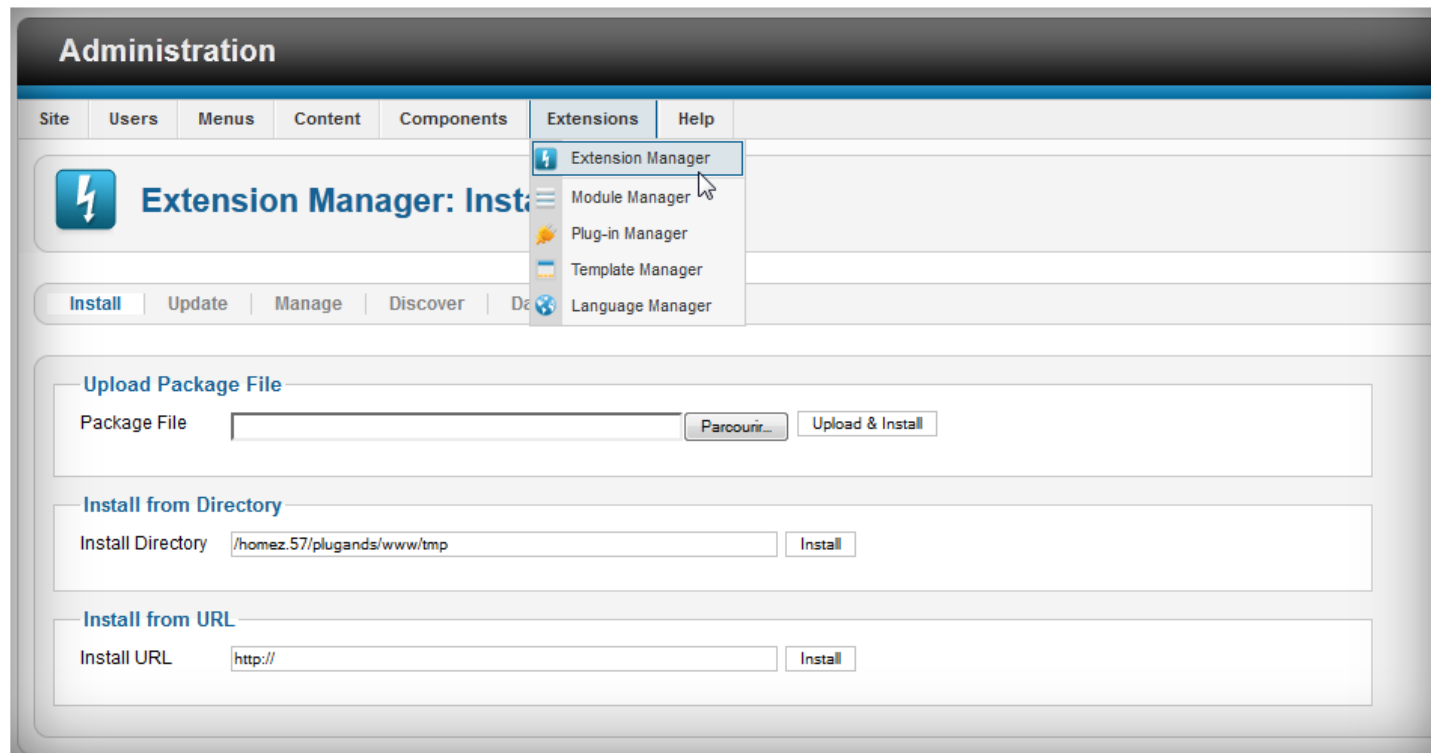 Administration
Site Users Menus Content Components Extensions Help
Extension Manager
Module Manager
Plug-in Manager
Template Manager
Language Manager
Extension Manager:
Install Update Manage Discover
Upload Package File
Package File Parcourir... Upload & Install
Install from Directory
Install Directory /homez.57/plugands/www/tmp Install
Install from URL
Install URL http:// Install